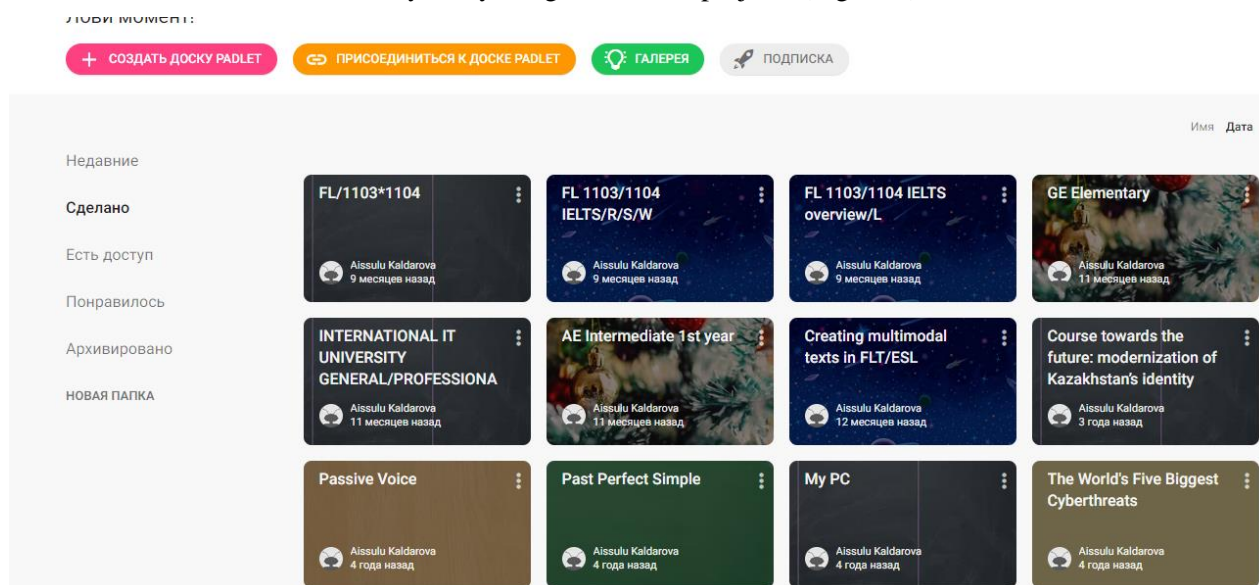 Лови момент!
СОЗДАТЬ ДОСКУ PADLET
ПРИСОЕДИНИТЬСЯ К ДОСКЕ PADLET
ГАЛЕРЕЯ
ПОДПИСКА
Имя Дата
Недавние
Сделано
Есть доступ
Понравилось
Архивировано
НОВАЯ ПАПКА
FL/1103*1104
Aissulu Kaldarova
9 месяцев назад
FL 1103/1104
IELTS/R/S/W
Aissulu Kaldarova
9 месяцев назад
FL 1103/1104 IELTS
overview/L
Aissulu Kaldarova
9 месяцев назад
GE Elementary
Aissulu Kaldarova
11 месяцев назад
INTERNATIONAL IT
UNIVERSITY
GENERAL/PROFESSIONA
Aissulu Kaldarova
11 месяцев назад
AE Intermediate 1st year
Aissulu Kaldarova
11 месяцев назад
Creating multimodal
texts in FLT/ESL
Aissulu Kaldarova
12 месяцев назад
Course towards the
future: modernization of
Kazakhstan's identity
Aissulu Kaldarova
3 года назад
Passive Voice
Aissulu Kaldarova
4 года назад
Past Perfect Simple
Aissulu Kaldarova
4 года назад
My PC
Aissulu Kaldarova
4 года назад
The World's Five Biggest
Cyberthreats
Aissulu Kaldarova
4 года назад